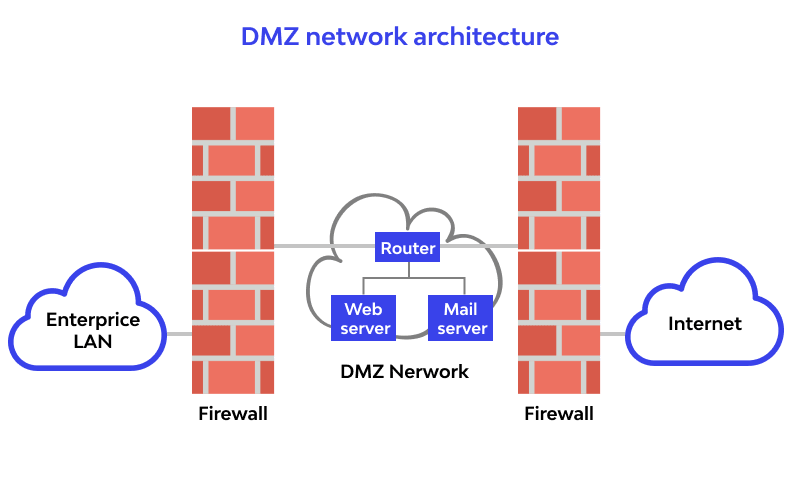 DMZ network architecture
Router
Web
server
Mail
server
Enterprice
LAN
Internet
DMZ Nerwork
Firewall
Firewall